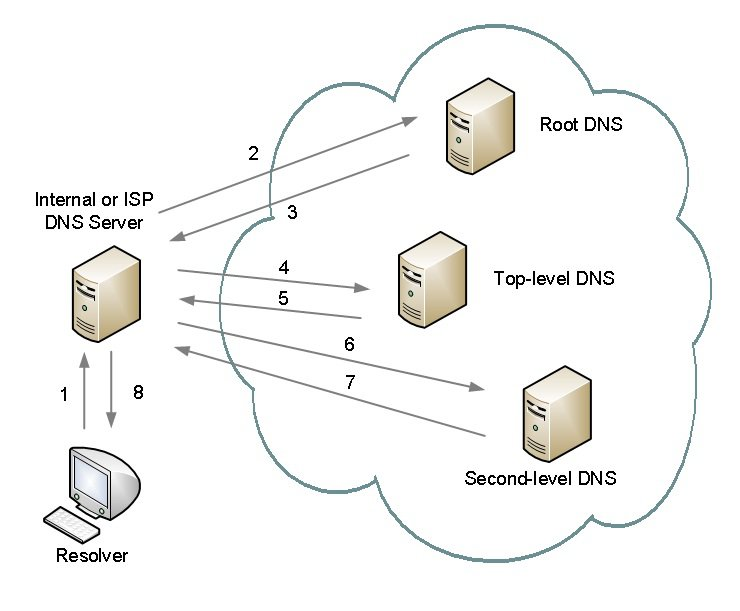 Root DNS
2
Internal or ISP
DNS Server
3
4
Top-level DNS
5
6
7
1
8
Second-level DNS
Resolver